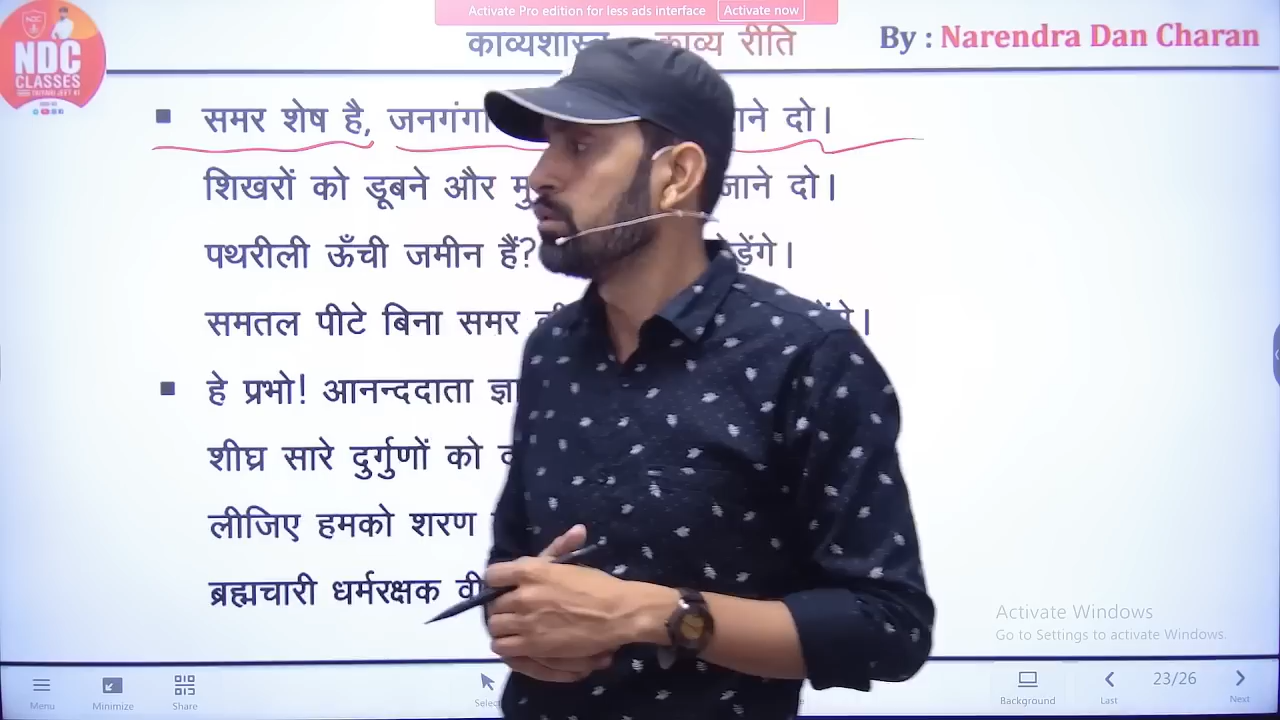 Activate Pro edition for less ads interface Activate now
NDC
CLASSES
काव्यशास्त्र काव्य रीति
By : Narendra Dan Charan
समर शेष है, जनगंगा दो।
शिखरों को डूबने और जाने दो।
पथरीली ऊँची जमीन हैं?
समतल पीटे बिना समर
हे प्रभो! आनन्ददाता
शीघ्र सारे दुर्गुणों को
लीजिए हमको शरण
ब्रह्मचारी धर्मरक्षक
Activate Windows
Go to Settings to activate Windows.
Menu
Minimize
Share
Select
Background
Last
23/26
Next